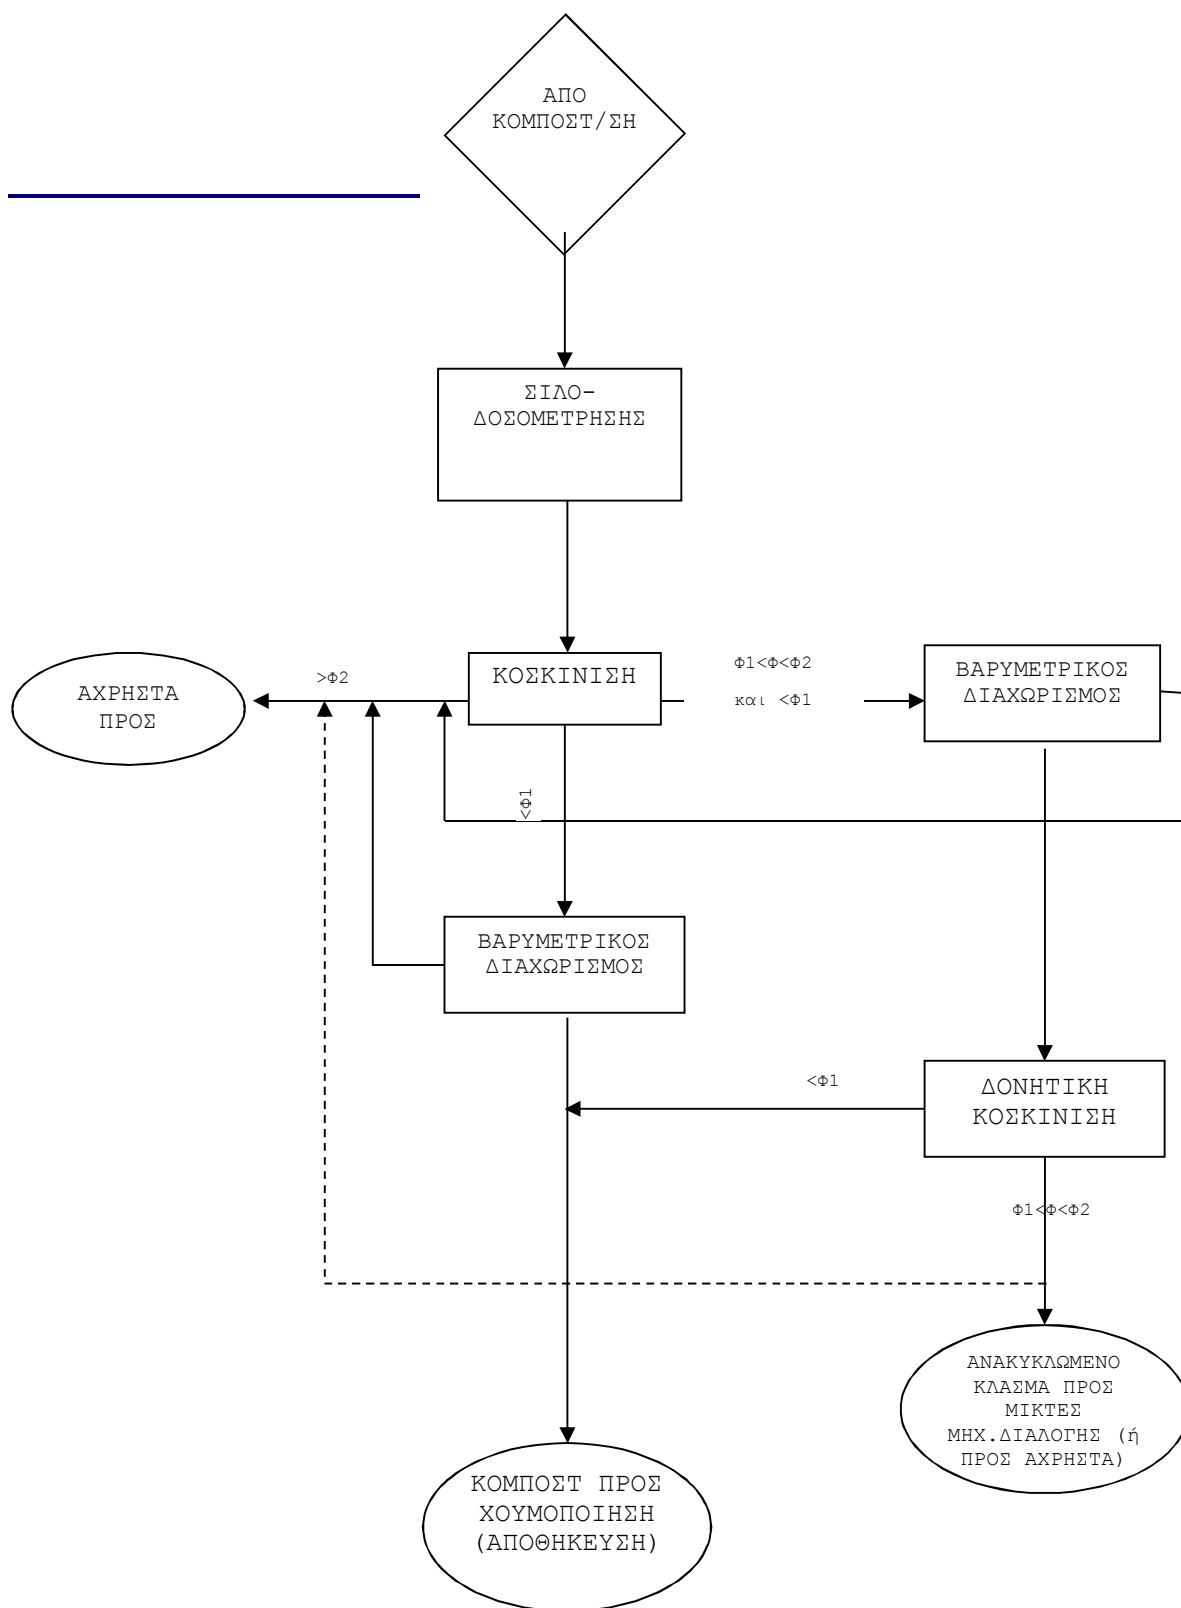 ΑΠΟ
ΚΟΜΠΟΣΤ/ΣΗ
ΣΙΛΟ-
ΔΟΣΟΜΕΤΡΗΣΗΣ
ΑΧΡΗΣΤΑ
ΠΡΟΣ
>Φ2
ΚΟΣΚΙΝΙΣΗ
Φ1<Φ<Φ2
και <Φ1
ΒΑΡΥΜΕΤΡΙΚΟΣ
ΔΙΑΧΩΡΙΣΜΟΣ
<Φ1
ΒΑΡΥΜΕΤΡΙΚΟΣ
ΔΙΑΧΩΡΙΣΜΟΣ
<Φ1
ΔΟΝΗΤΙΚΗ
ΚΟΣΚΙΝΙΣΗ
Φ1<Φ<Φ2
ΑΝΑΚΥΚΛΩΜΕΝΟ
ΚΛΑΣΜΑ ΠΡΟΣ
ΜΙΚΤΕΣ
ΜΗΧ.ΔΙΑΛΟΓΗΣ (ή
ΠΡΟΣ ΑΧΡΗΣΤΑ)
ΚΟΜΠΟΣΤ ΠΡΟΣ
ΧΟΥΜΟΠΟΙΗΣΗ
(ΑΠΟΘΗΚΕΥΣΗ)